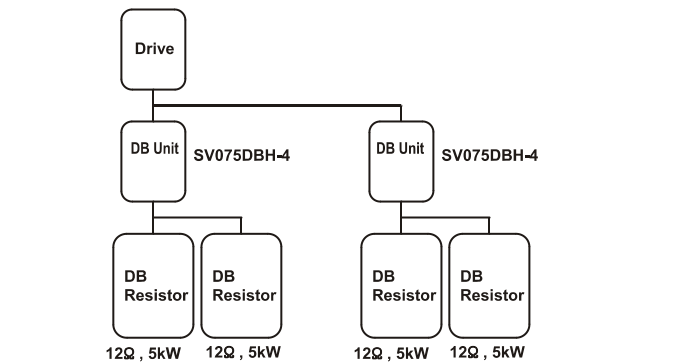 Drive
DB Unit
SV075DBH-4
DB Unit
SV075DBH-4
DB
Resistor
DB
Resistor
DB
Resistor
DB
Resistor
12Ω , 5kW
12Ω , 5kW
12Ω , 5kW
12Ω , 5kW